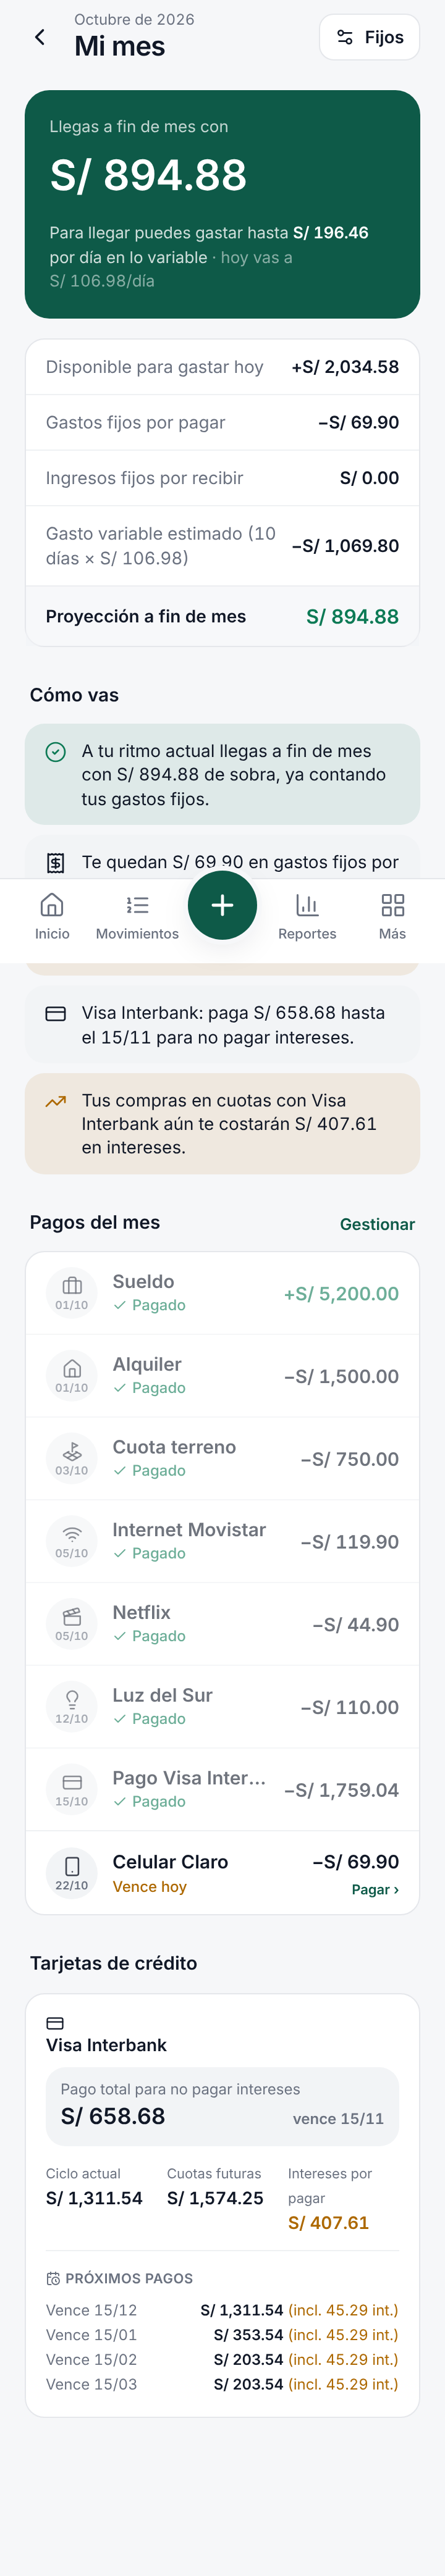 Octubre de 2026
Mi mes
Fijos
Llegas a fin de mes con
S/ 894.88
Para llegar puedes gastar hasta S/ 196.46
por día en lo variable · hoy vas a
S/ 106.98/día
Disponible para gastar hoy +S/ 2,034.58
Gastos fijos por pagar −S/ 69.90
Ingresos fijos por recibir S/ 0.00
Gasto variable estimado (10
días × S/ 106.98) −S/ 1,069.80
Proyección a fin de mes S/ 894.88
Cómo vas
A tu ritmo actual llegas a fin de mes
con S/ 894.88 de sobra, ya contando
tus gastos fijos.
Te quedan S/ 69.90 en gastos fijos por
Inicio Movimientos Reportes Más
Visa Interbank: paga S/ 658.68 hasta
el 15/11 para no pagar intereses.
Tus compras en cuotas con Visa
Interbank aún te costarán S/ 407.61
en intereses.
Pagos del mes Gestionar
Sueldo
01/10 Pagado +S/ 5,200.00
Alquiler
01/10 Pagado −S/ 1,500.00
Cuota terreno
03/10 Pagado −S/ 750.00
Internet Movistar
05/10 Pagado −S/ 119.90
Netflix
05/10 Pagado −S/ 44.90
Luz del Sur
12/10 Pagado −S/ 110.00
Pago Visa Inter...
15/10 Pagado −S/ 1,759.04
Celular Claro −S/ 69.90
22/10 Vence hoy Pagar ›
Tarjetas de crédito
Visa Interbank
Pago total para no pagar intereses
S/ 658.68 vence 15/11
Ciclo actual Cuotas futuras Intereses por
pagar
S/ 1,311.54 S/ 1,574.25 S/ 407.61
PRÓXIMOS PAGOS
Vence 15/12 S/ 1,311.54 (incl. 45.29 int.)
Vence 15/01 S/ 353.54 (incl. 45.29 int.)
Vence 15/02 S/ 203.54 (incl. 45.29 int.)
Vence 15/03 S/ 203.54 (incl. 45.29 int.)